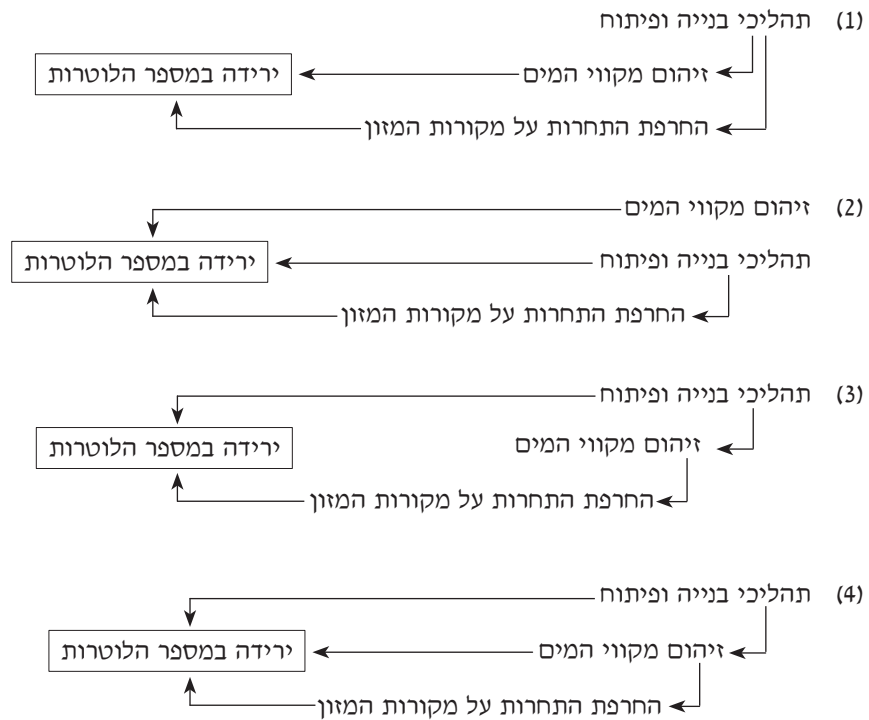 (1) תהליכי בנייה ופיתוח
זיהום מקווי המים
ירידה במספר הלוטרות
החרפת התחרות על מקורות המזון
(2) זיהום מקווי המים
תהליכי בנייה ופיתוח
ירידה במספר הלוטרות
החרפת התחרות על מקורות המזון
(3) תהליכי בנייה ופיתוח
זיהום מקווי המים
ירידה במספר הלוטרות
החרפת התחרות על מקורות המזון
(4) תהליכי בנייה ופיתוח
זיהום מקווי המים
ירידה במספר הלוטרות
החרפת התחרות על מקורות המזון